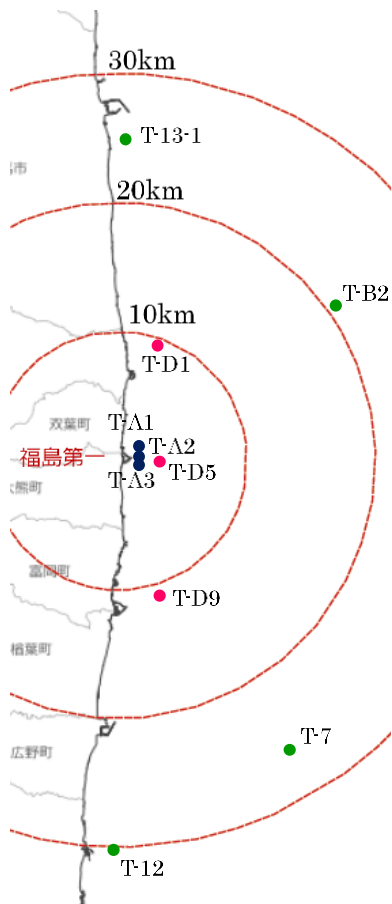 30km
T-13-1
市
20km
T-B2
10km
T-D1
双葉町
T-A1
T-A2
福島第一
T-A3
T-D5
大熊町
富岡町
T-D9
楢葉町
T-7
広野町
T-12